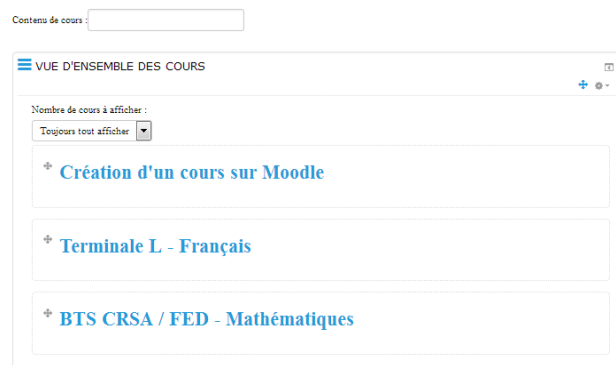 Contenu de cours :
VUE D'ENSEMBLE DES COURS
Nombre de cours à afficher :
Toujours tout afficher
Création d'un cours sur Moodle
Terminale L - Français
BTS CRSA / FED - Mathématiques